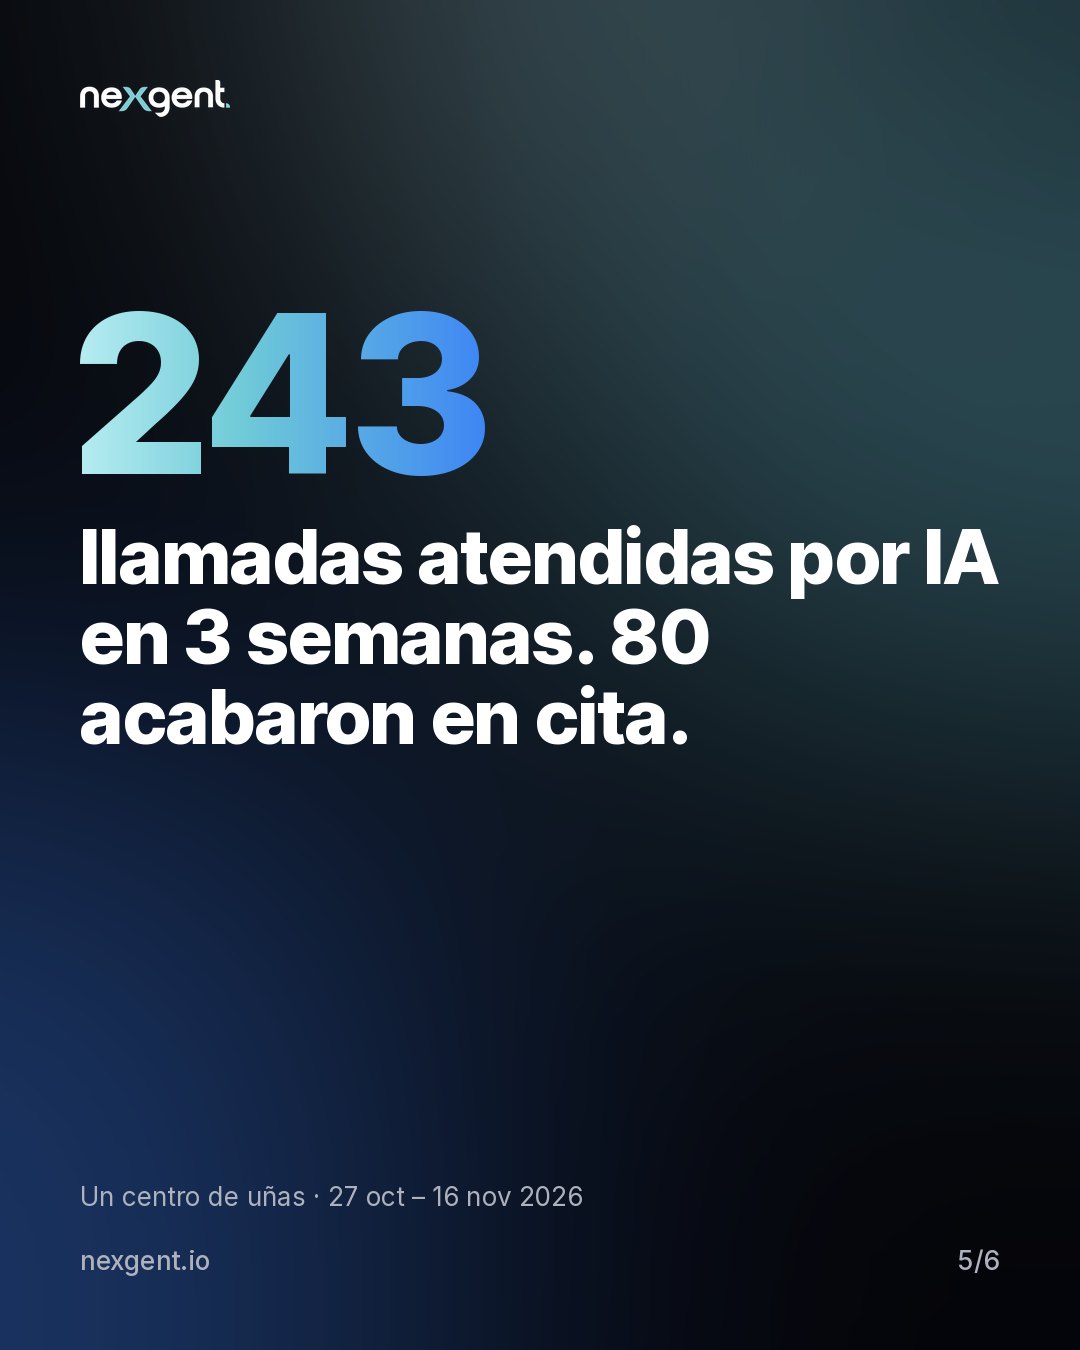 nexgent.
243
llamadas atendidas por IA
en 3 semanas. 80
acabaron en cita.
Un centro de uñas · 27 oct – 16 nov 2026
nexgent.io
5/6